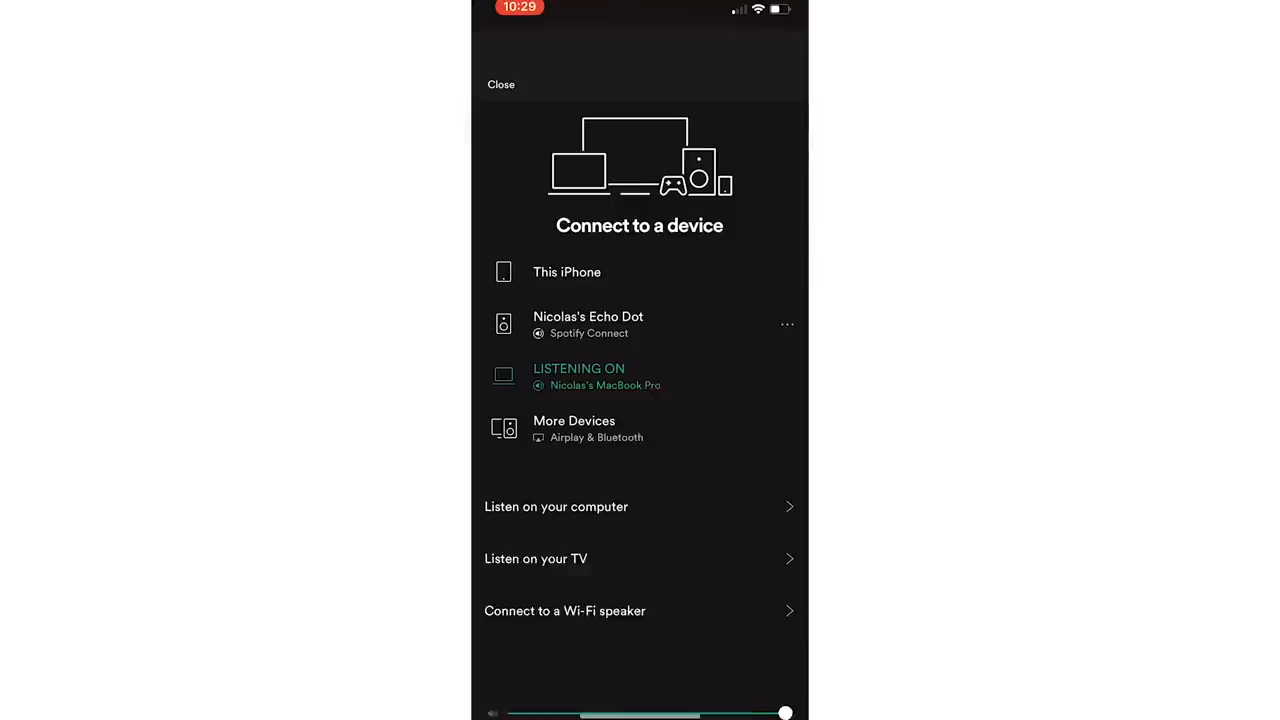 10:29
Close
Connect to a device
This iPhone
Nicolas's Echo Dot
Spotify Connect
LISTENING ON
Nicolas's MacBook Pro
More Devices
Airplay & Bluetooth
Listen on your computer
Listen on your TV
Connect to a Wi-Fi speaker